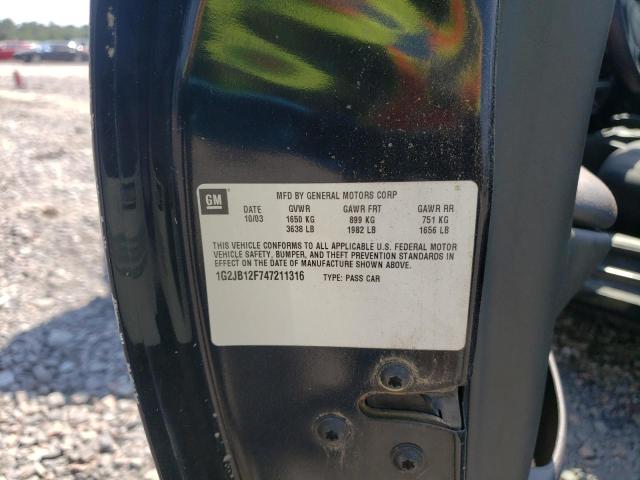 GM MFD BY GENERAL MOTORS CORP
DATE GVWR GAWR FRT GAWR RR
10/03 1650 KG 899 KG 751 KG
3638 LB 1982 LB 1656 LB
THIS VEHICLE CONFORMS TO ALL APPLICABLE U.S. FEDERAL MOTOR
VEHICLE SAFETY, BUMPER, AND THEFT PREVENTION STANDARDS
IN EFFECT ON THE DATE OF MANUFACTURE SHOWN ABOVE.
1G2JB12F747211316 TYPE: PASS CAR